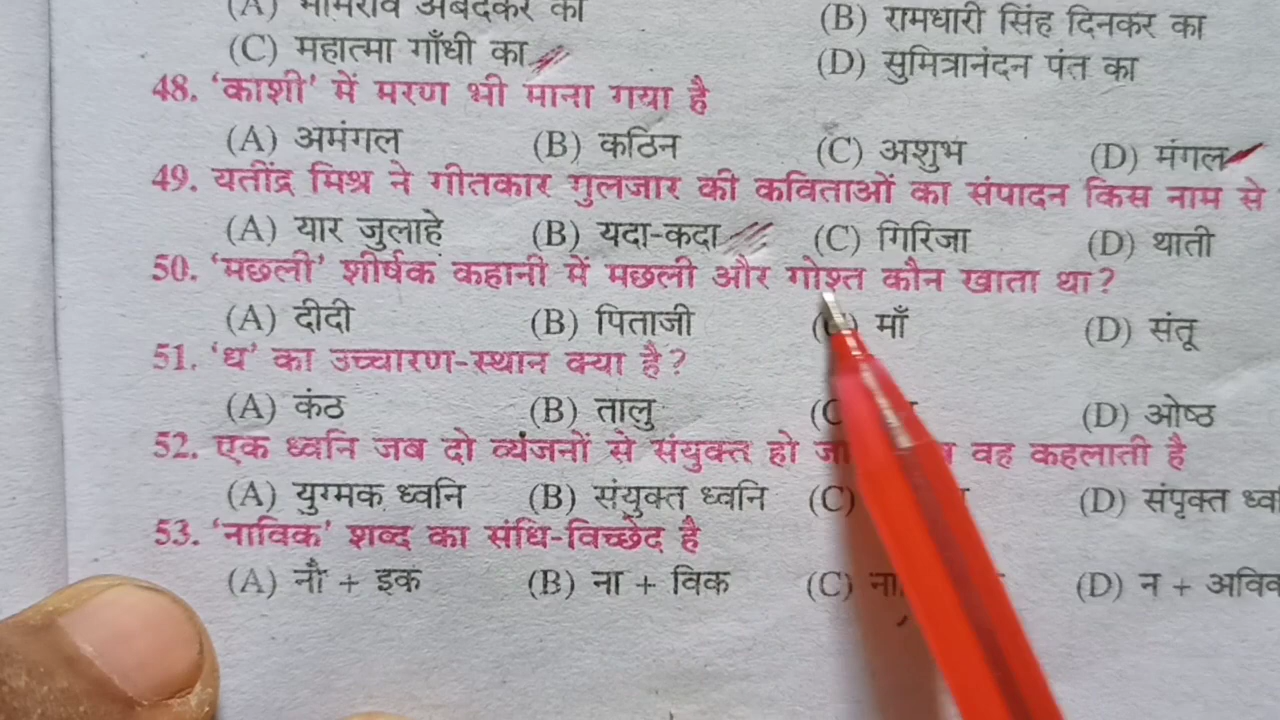 (A) भीमराव अंबेदकर का (B) रामधारी सिंह दिनकर का
(C) महात्मा गाँधी का (D) सुमित्रानंदन पंत का
48. 'काशी' में मरण भी माना गया है
(A) अमंगल (B) कठिन (C) अशुभ (D) मंगल
49. यतींद्र मिश्र ने गीतकार गुलजार की कविताओं का संपादन किस नाम से
(A) यार जुलाहे (B) यदा-कदा (C) गिरिजा (D) थाती
50. 'मछली' शीर्षक कहानी में मछली और गोश्त कौन खाता था?
(A) दीदी (B) पिताजी (C) माँ (D) संतू
51. 'ध' का उच्चारण-स्थान क्या है?
(A) कंठ (B) तालु (D) ओष्ठ
52. एक ध्वनि जब दो व्यंजनों से संयुक्त हो वह कहलाती है
(A) युग्मक ध्वनि (B) संयुक्त ध्वनि (C) (D) संपृक्त
53. 'नाविक' शब्द का संधि-विच्छेद है
(A) नौ + इक (B) ना + विक (C) (D) न + अविक